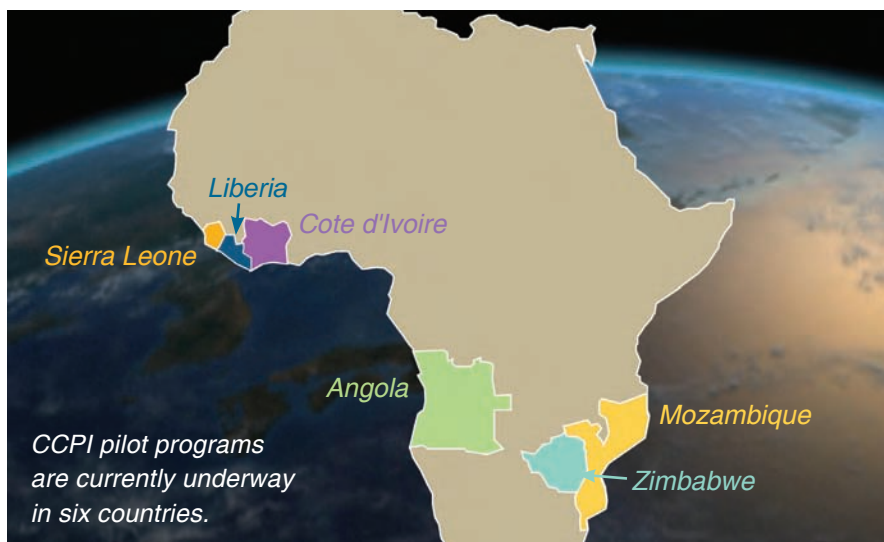 Liberia
Cote d'Ivoire
Sierra Leone
Angola
Mozambique
Zimbabwe
CCPI pilot programs
are currently underway
in six countries.